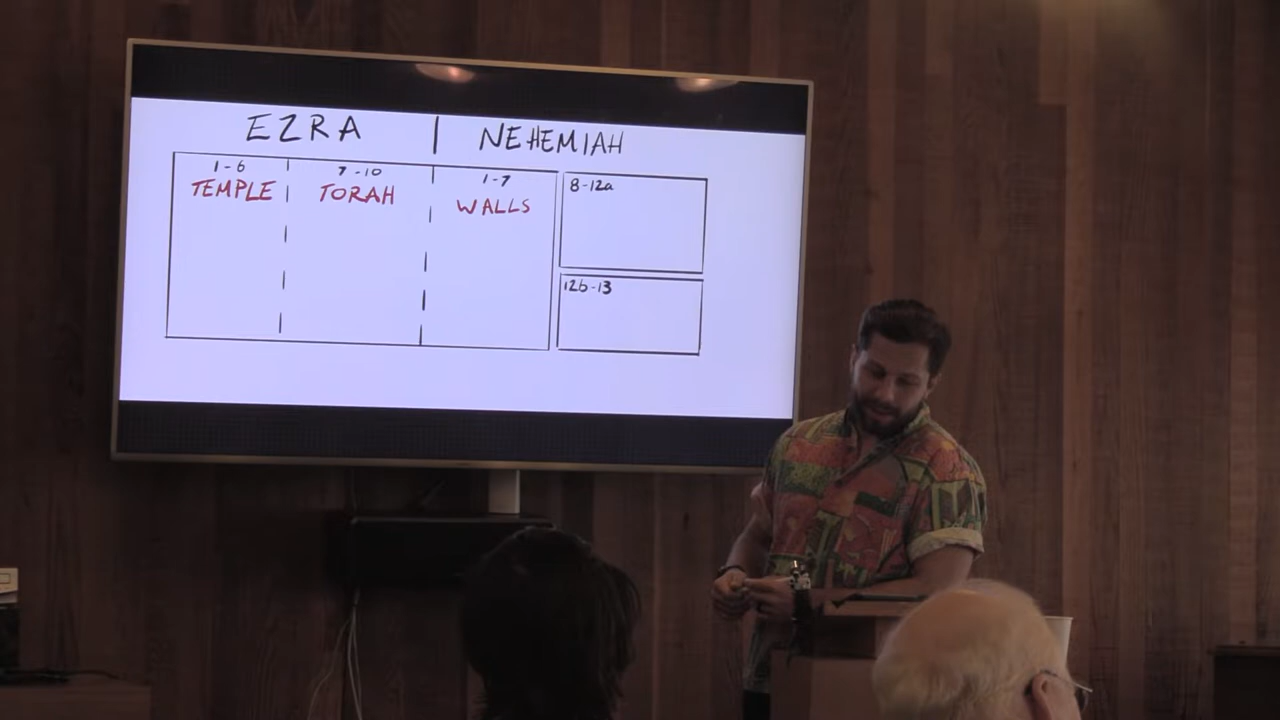 EZRA | NEHEMIAH
1-6
TEMPLE
7-10
TORAH
1-7
WALLS
8-12a
12b-13